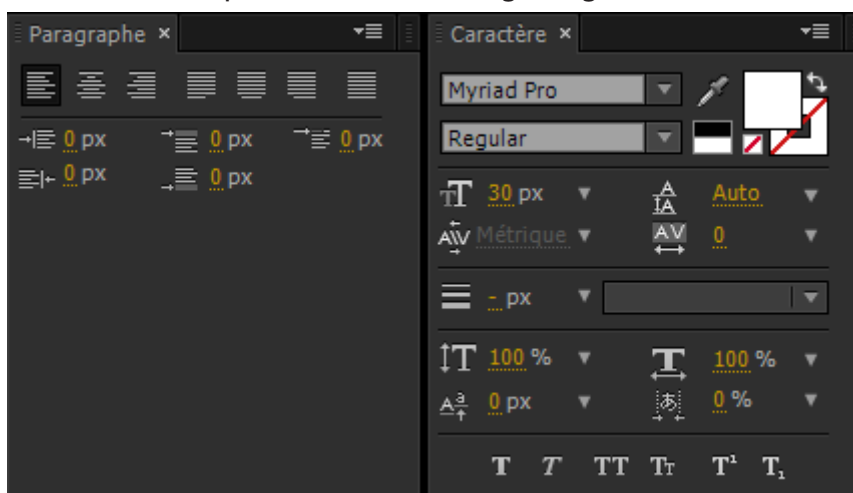 Paragraphe ×
0 px 0 px 0 px
0 px 0 px
Caractère ×
Myriad Pro
Regular
30 px Auto
Métrique 0
- px
100 % 100 %
0 px 0 %
T T TT Tт T¹ T₁